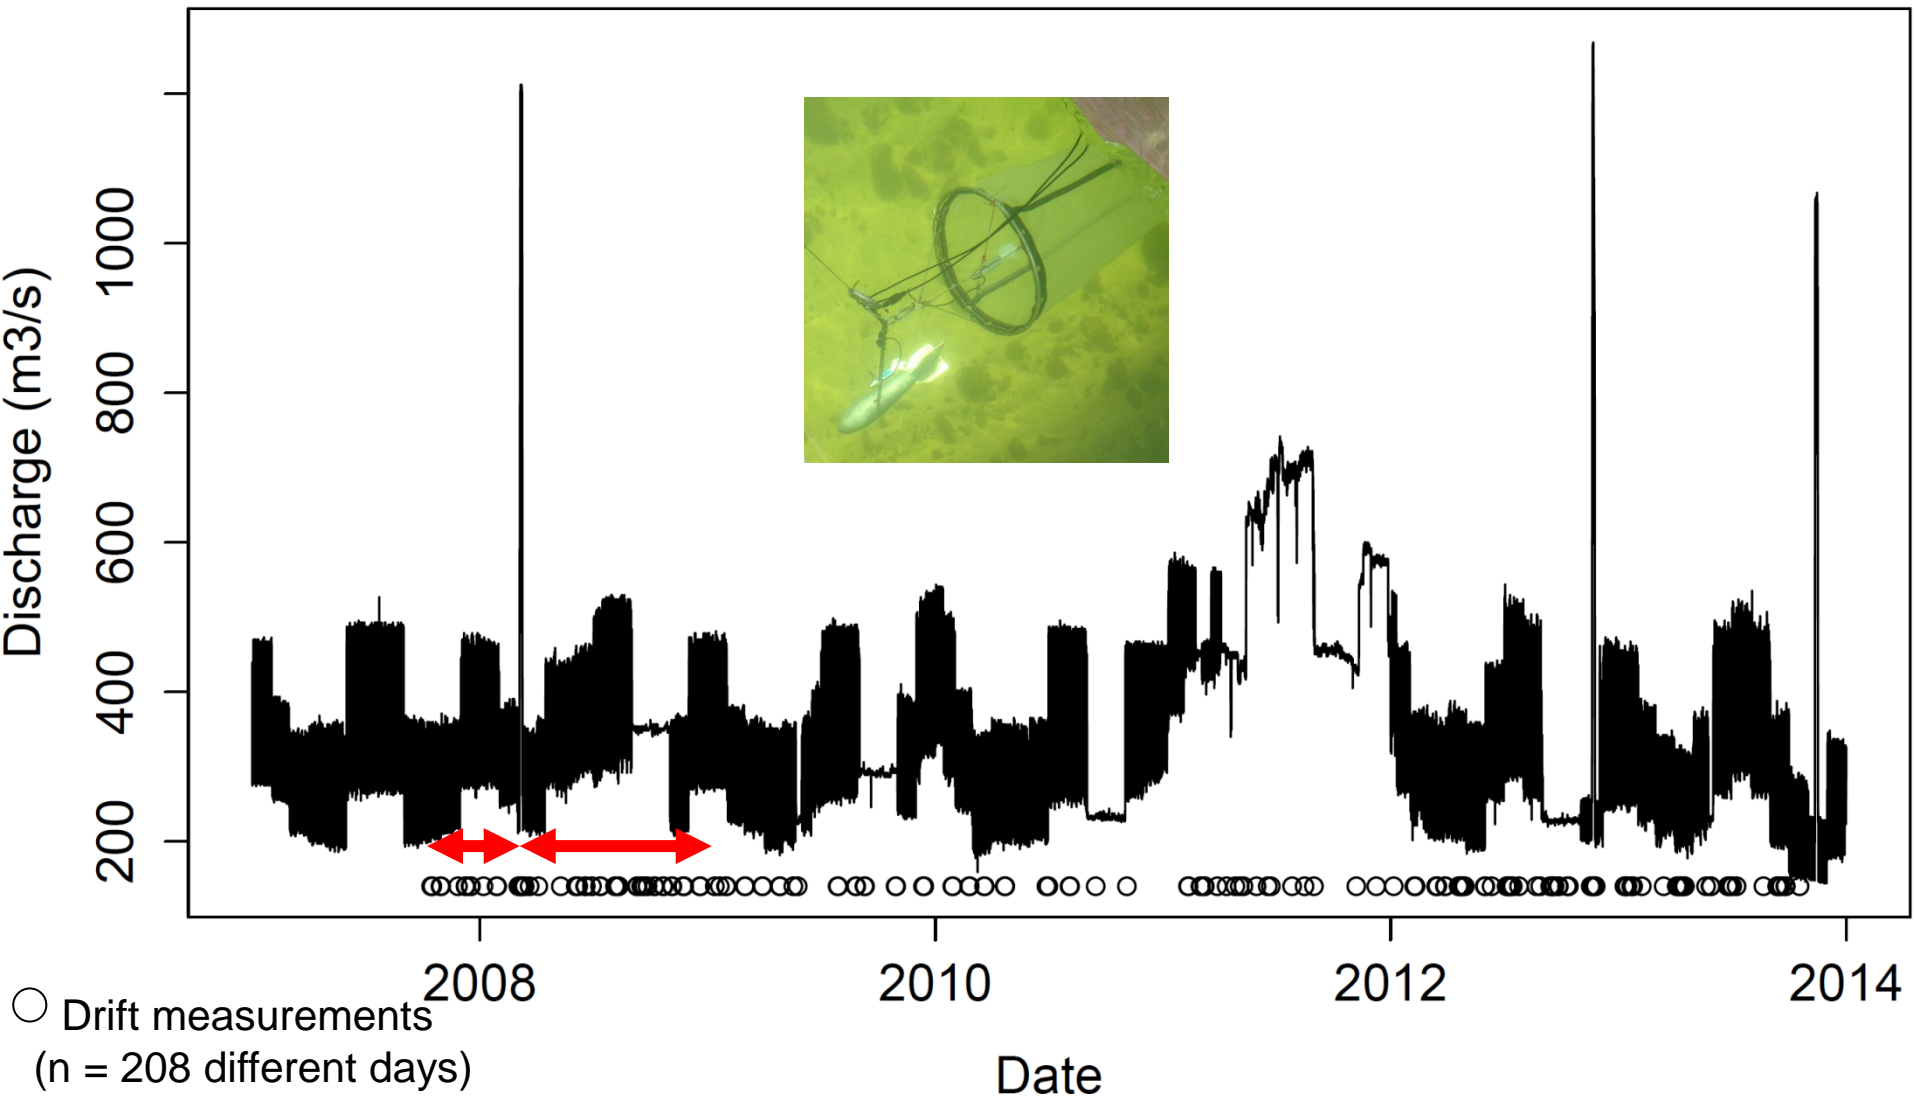 Discharge (m3/s)
1000
800
600
400
200
2008
2010
2012
2014
Date
Drift measurements
(n = 208 different days)